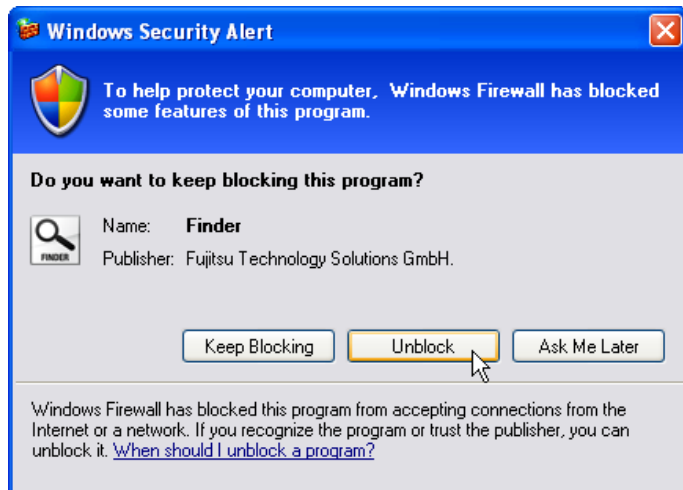 Windows Security Alert
To help protect your computer, Windows Firewall has blocked
some features of this program.
Do you want to keep blocking this program?
Name: Finder
FINDER
Publisher: Fujitsu Technology Solutions GmbH.
Keep Blocking Unblock Ask Me Later
Windows Firewall has blocked this program from accepting connections from the
Internet or a network. If you recognize the program or trust the publisher, you can
unblock it. When should I unblock a program?